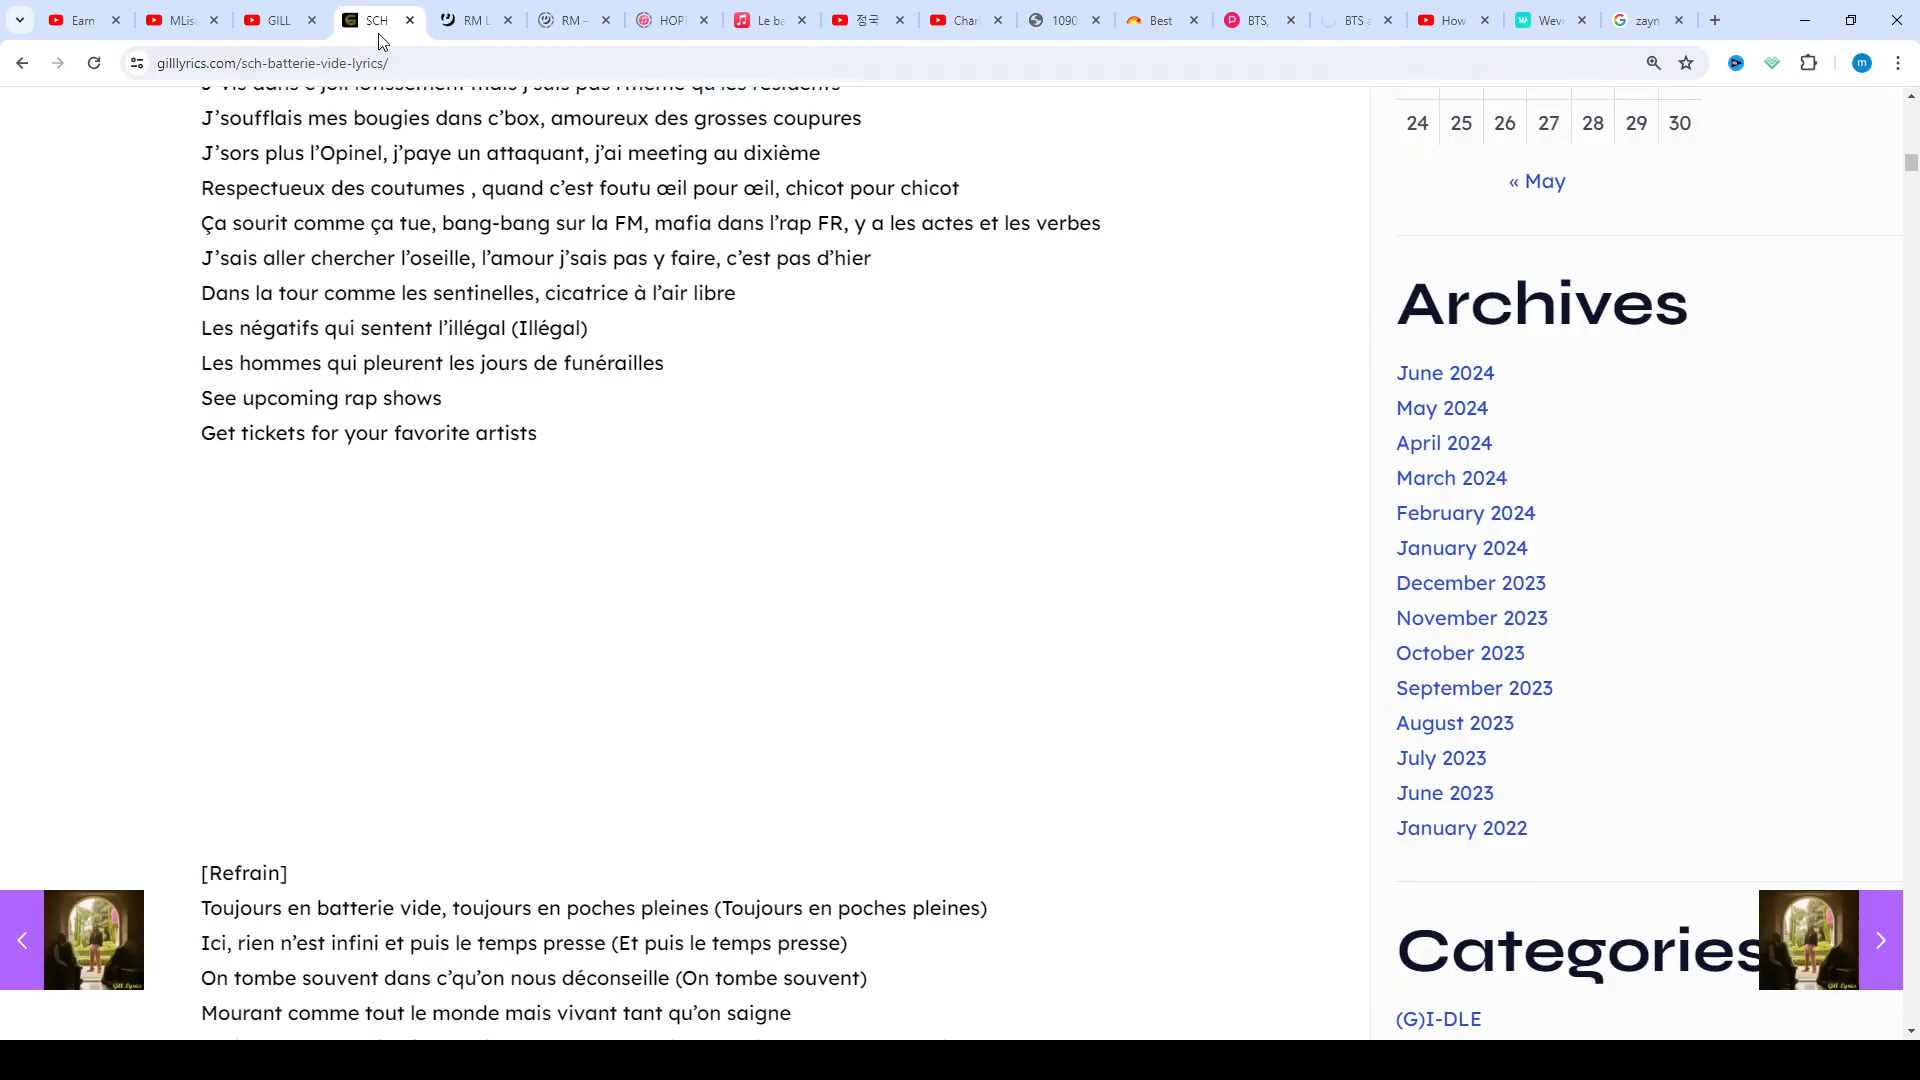 Earn
MLis
GILL
SCH
RM L
RM –
HOPE
Le ba
정국
Char
1090
Best
BTS,
BTS a
How
Wev
zayn
gilllyrics.com/sch-batterie-vide-lyrics/
m
J’soufflais mes bougies dans c’box, amoureux des grosses coupures
J’sors plus l’Opinel, j’paye un attaquant, j’ai meeting au dixième
Respectueux des coutumes , quand c’est foutu œil pour œil, chicot pour chicot
Ça sourit comme ça tue, bang-bang sur la FM, mafia dans l’rap FR, y a les actes et les verbes
J’sais aller chercher l’oseille, l’amour j’sais pas y faire, c’est pas d’hier
Dans la tour comme les sentinelles, cicatrice à l’air libre
Les négatifs qui sentent l’illégal (Illégal)
Les hommes qui pleurent les jours de funérailles
See upcoming rap shows
Get tickets for your favorite artists
[Refrain]
Toujours en batterie vide, toujours en poches pleines (Toujours en poches pleines)
Ici, rien n’est infini et puis le temps presse (Et puis le temps presse)
On tombe souvent dans c’qu’on nous déconseille (On tombe souvent)
Mourant comme tout le monde mais vivant tant qu’on saigne
24 25 26 27 28 29 30
« May
Archives
June 2024
May 2024
April 2024
March 2024
February 2024
January 2024
December 2023
November 2023
October 2023
September 2023
August 2023
July 2023
June 2023
January 2022
Categories
(G)I-DLE
Gill Lyrics
Gill Lyrics